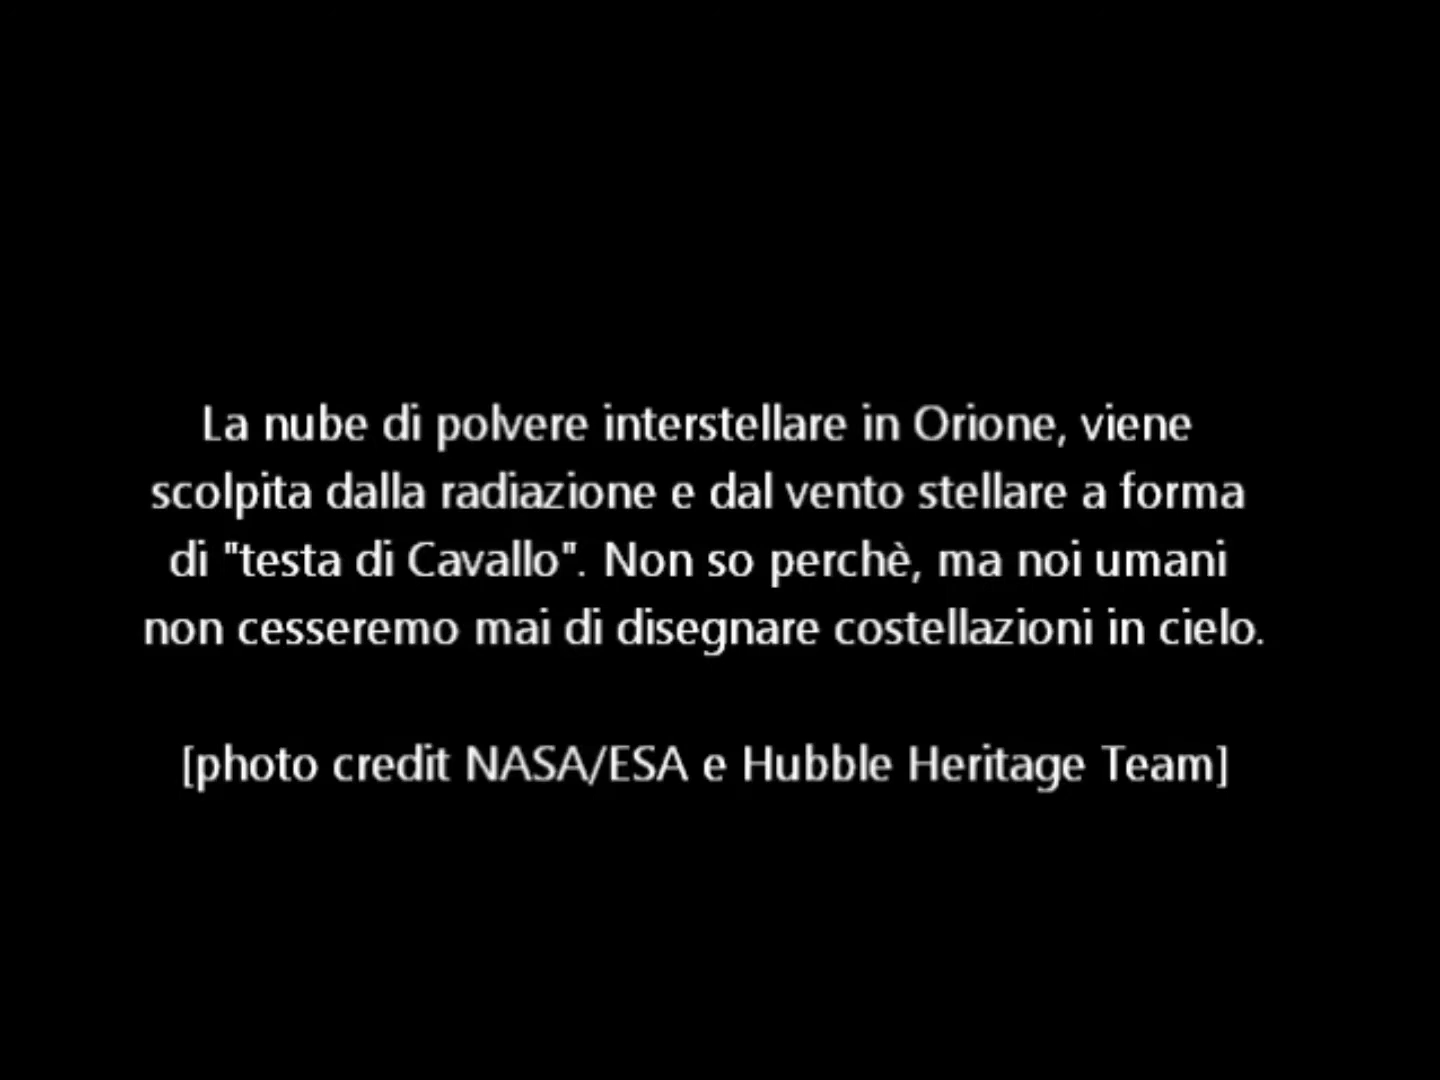 La nube di polvere interstellare in Orione, viene
scolpita dalla radiazione e dal vento stellare a forma
di "testa di Cavallo". Non so perchè, ma noi umani
non cesseremo mai di disegnare costellazioni in cielo.
[photo credit NASA/ESA e Hubble Heritage Team]